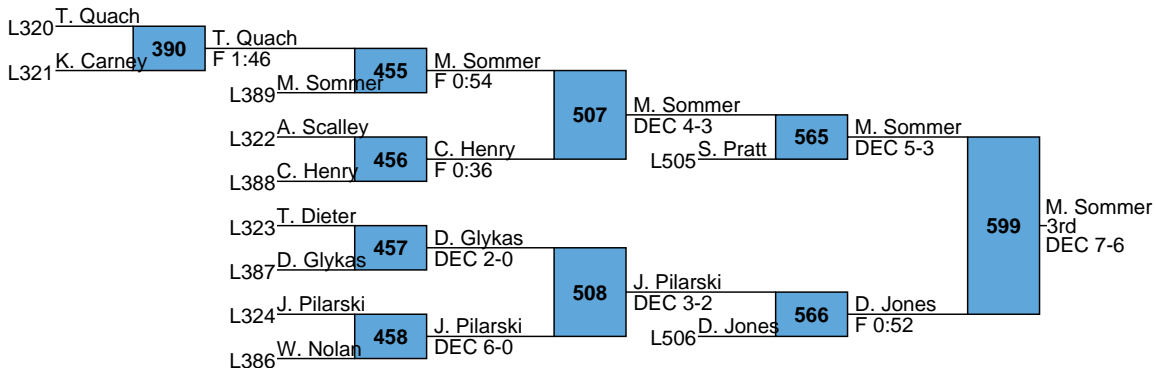 T. Quach
L320
390
T. Quach
F 1:46
K. Carney
L321
455
M. Sommer
F 0:54
M. Sommer
L389
507
M. Sommer
DEC 4-3
A. Scalley
L322
456
C. Henry
F 0:36
C. Henry
L388
S. Pratt
L505
565
M. Sommer
DEC 5-3
T. Dieter
L323
457
D. Glykas
DEC 2-0
D. Glykas
L387
599
M. Sommer
3rd
DEC 7-6
508
J. Pilarski
DEC 3-2
J. Pilarski
L324
458
J. Pilarski
DEC 6-0
W. Nolan
L386
D. Jones
L506
566
D. Jones
F 0:52